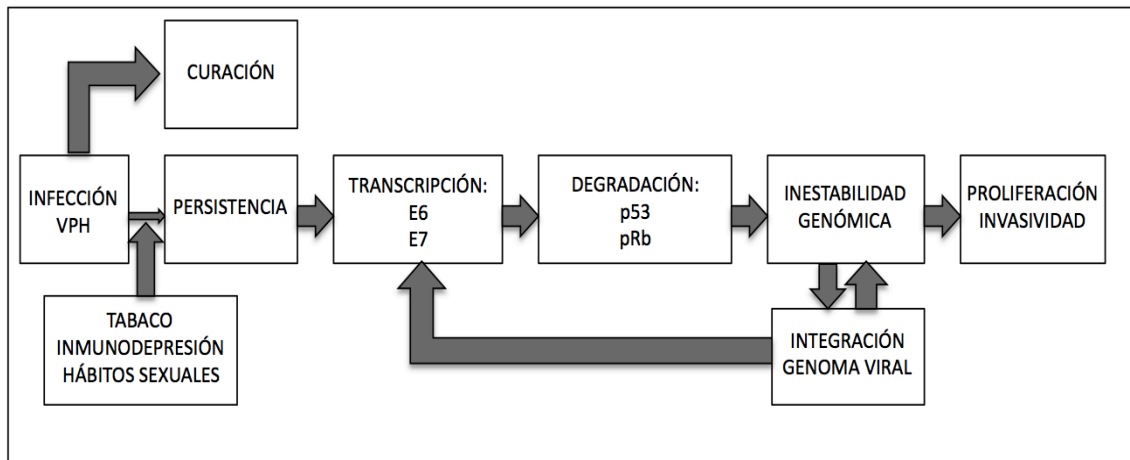 CURACIÓN
INFECCIÓN
VPH
PERSISTENCIA
TRANSCRIPCIÓN:
E6
E7
DEGRADACIÓN:
p53
pRb
INESTABILIDAD
GENÓMICA
PROLIFERACIÓN
INVASIVIDAD
TABACO
INMUNODEPRESIÓN
HÁBITOS SEXUALES
INTEGRACIÓN
GENOMA VIRAL